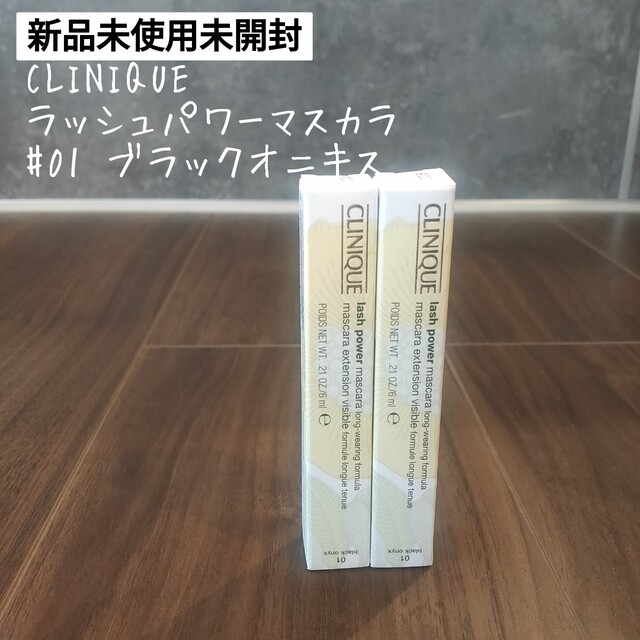 新品未使用未開封
CLINIQUE
ラッシュパワーマスカラ
#01 ブラックオニキス
CLINIQUE
lash power mascara long-wearing formula
mascara extension visible formule longue tenue
POIDS NET WT. .21 OZ/6 ml ℮
01
black onyx
CLINIQUE
lash power mascara long-wearing formula
mascara extension visible formule longue tenue
POIDS NET WT. .21 OZ/6 ml ℮
01
black onyx